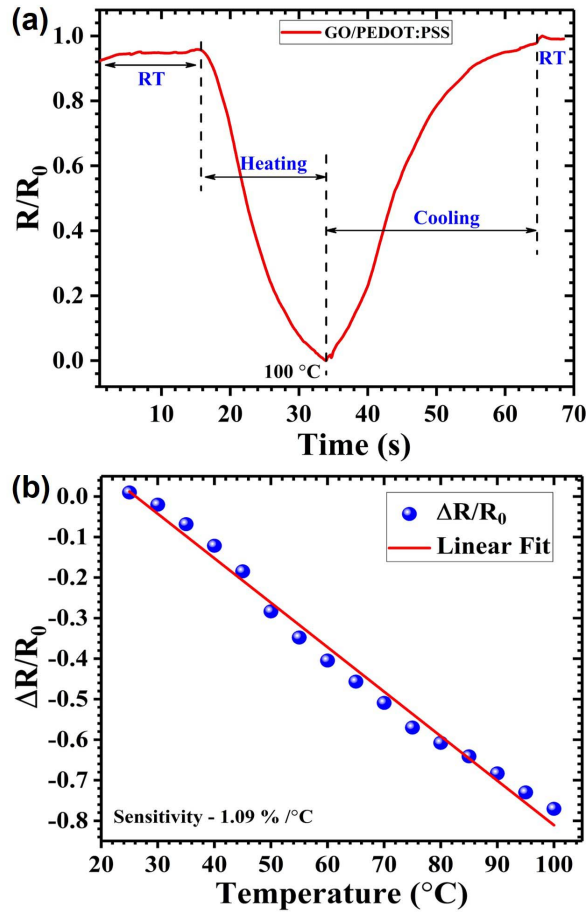 (a)
GO/PEDOT:PSS
1.0
0.8
0.6
0.4
0.2
0.0
R/R₀
RT
Heating
Cooling
RT
100 °C
10 20 30 40 50 60 70
Time (s)
(b)
0.0
-0.1
-0.2
-0.3
-0.4
-0.5
-0.6
-0.7
-0.8
ΔR/R₀
ΔR/R₀
Linear Fit
Sensitivity - 1.09 % /°C
20 30 40 50 60 70 80 90 100
Temperature (°C)